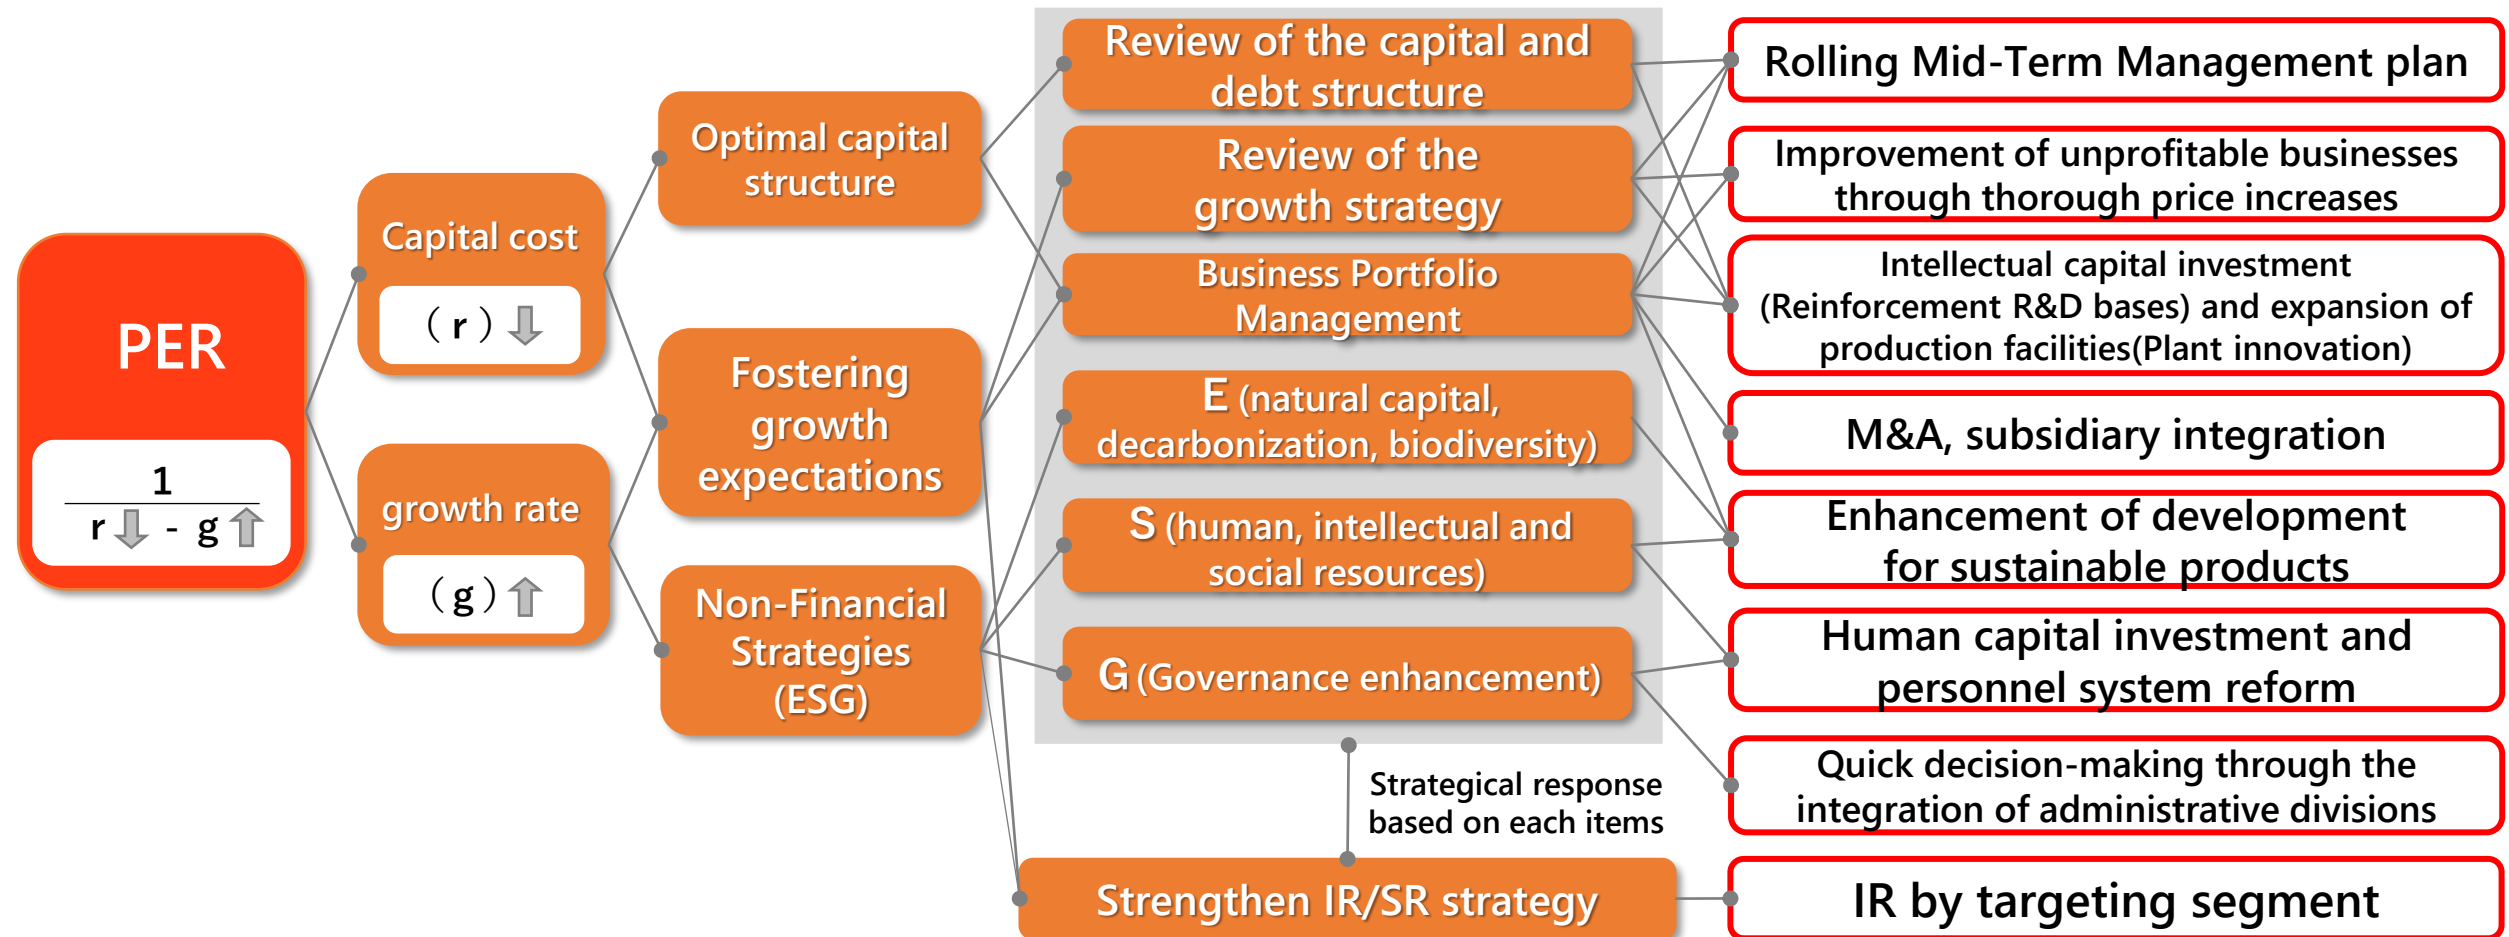 PER
1
r - g
Capital cost
( r )
growth rate
( g )
Optimal capital
structure
Fostering
growth
expectations
Non-Financial
Strategies
(ESG)
Review of the capital and
debt structure
Review of the
growth strategy
Business Portfolio
Management
E (natural capital,
decarbonization, biodiversity)
S (human, intellectual and
social resources)
G (Governance enhancement)
Strategical response
based on each items
Strengthen IR/SR strategy
Rolling Mid-Term Management plan
Improvement of unprofitable businesses
through thorough price increases
Intellectual capital investment
(Reinforcement R&D bases) and expansion of
production facilities(Plant innovation)
M&A, subsidiary integration
Enhancement of development
for sustainable products
Human capital investment and
personnel system reform
Quick decision-making through the
integration of administrative divisions
IR by targeting segment